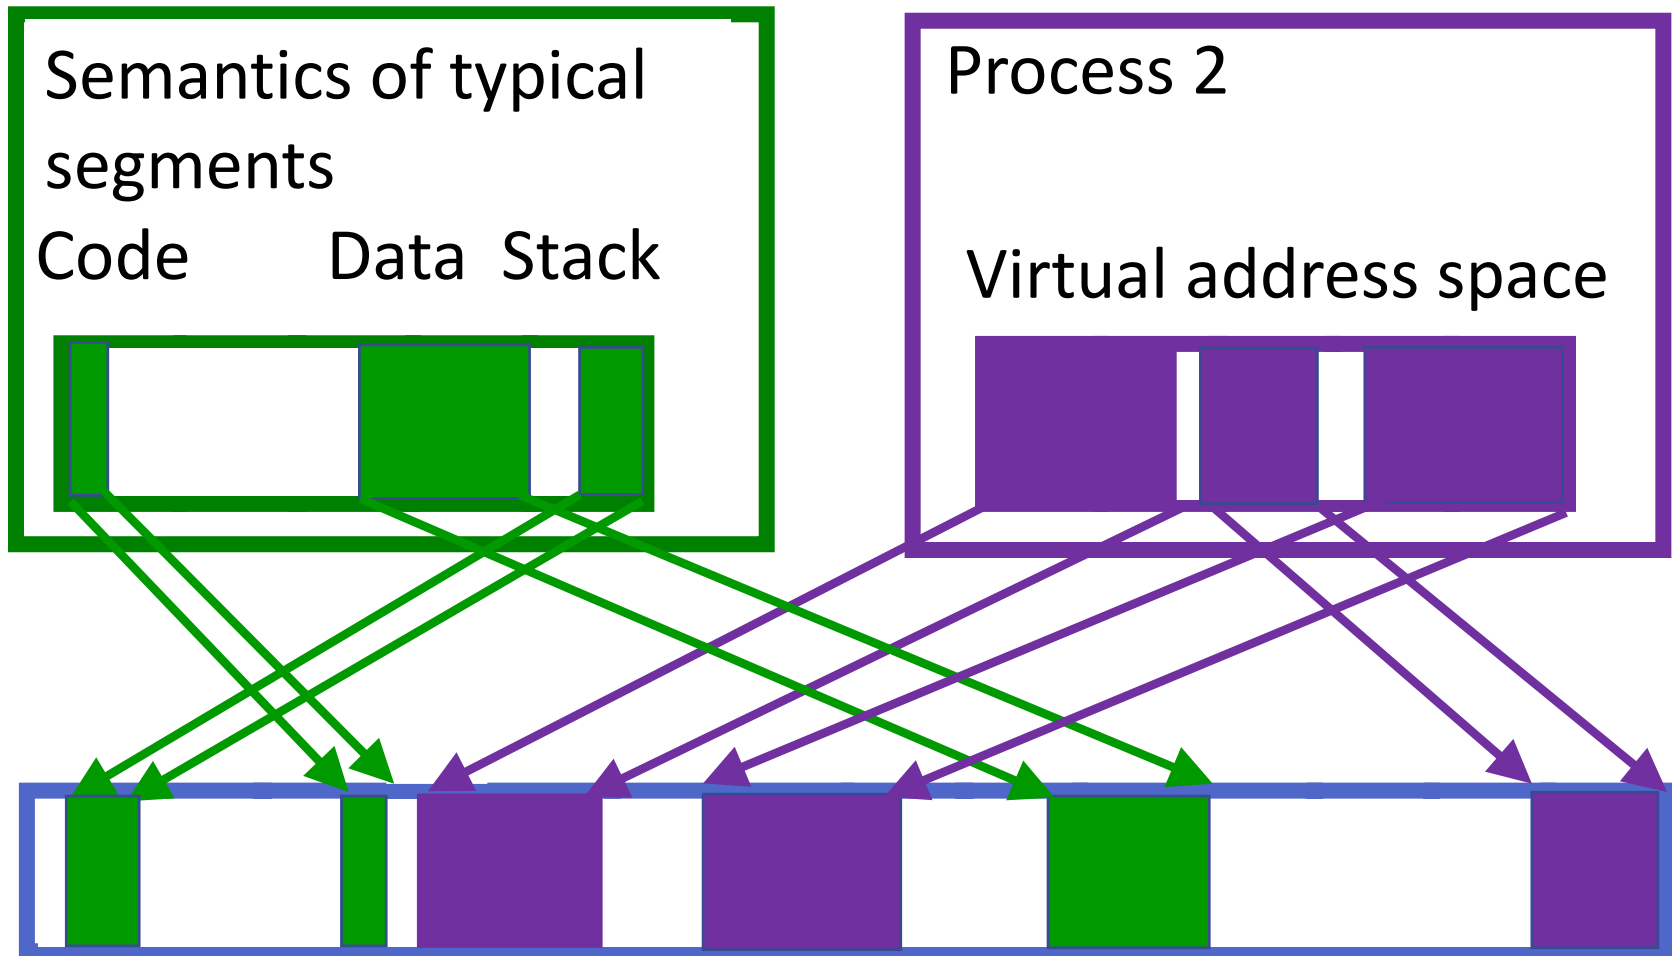 Semantics of typical
segments
Code Data Stack
Process 2
Virtual address space